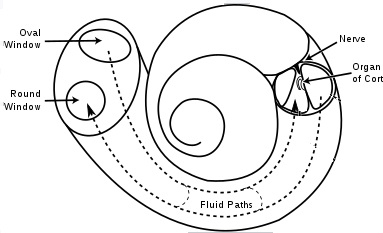 Oval
Window
Round
Window
Nerve
Organ
of Cort
Fluid Paths